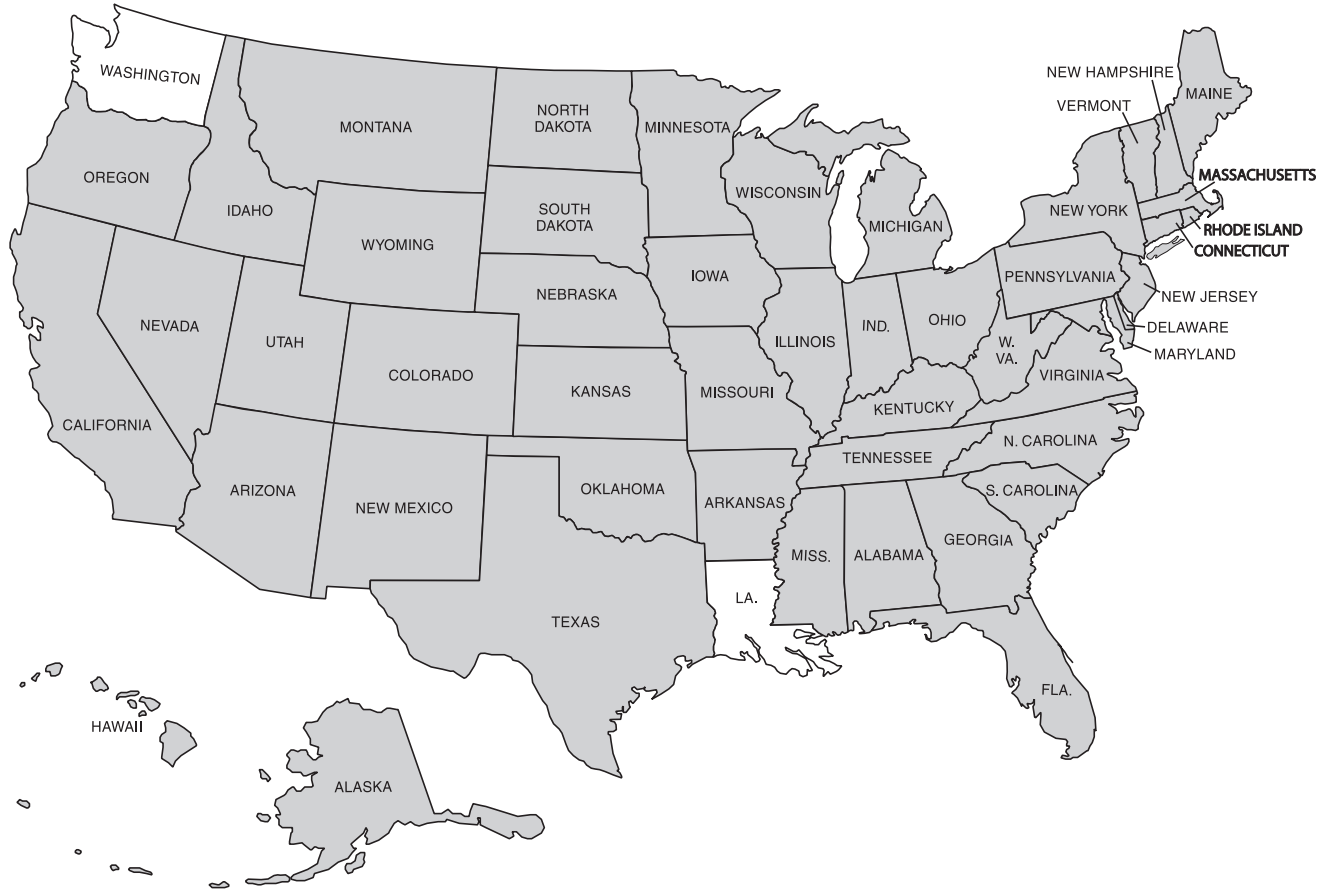 WASHINGTON
OREGON
IDAHO
MONTANA
NORTH
DAKOTA
MINNESOTA
WISCONSIN
MICHIGAN
NEW HAMPSHIRE
VERMONT
MAINE
MASSACHUSETTS
NEW YORK
RHODE ISLAND
CONNECTICUT
WYOMING
SOUTH
DAKOTA
IOWA
NEBRASKA
PENNSYLVANIA
NEW JERSEY
DELAWARE
MARYLAND
NEVADA
UTAH
COLORADO
KANSAS
MISSOURI
ILLINOIS
IND.
OHIO
W.
VA.
VIRGINIA
KENTUCKY
CALIFORNIA
ARIZONA
NEW MEXICO
OKLAHOMA
ARKANSAS
TENNESSEE
N. CAROLINA
S. CAROLINA
MISS.
ALABAMA
GEORGIA
TEXAS
LA.
FLA.
HAWAII
ALASKA